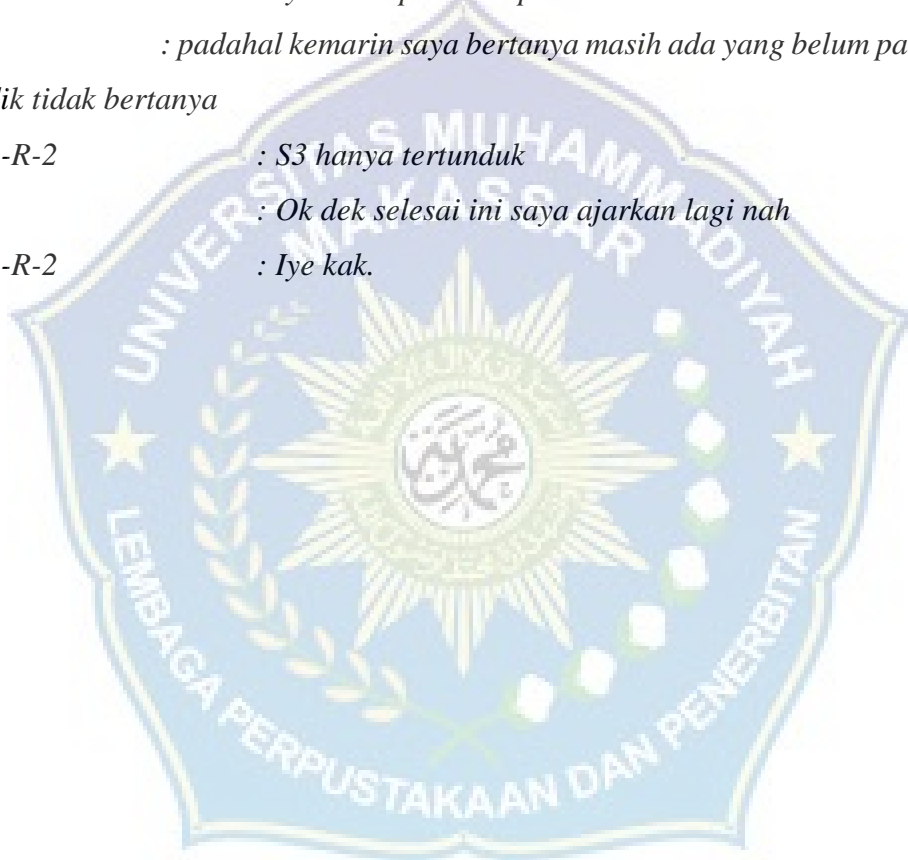 : padahal kemarin saya bertanya masih ada yang belum pa
ik tidak bertanya
-R-2 : S3 hanya tertunduk
: Ok dek selesai ini saya ajarkan lagi nah
-R-2 : Iye kak.
UNIVERSITAS MUHAMMADIYAH
MAKASSAR
LEMBAGA PERPUSTAKAAN DAN PENERBITAN